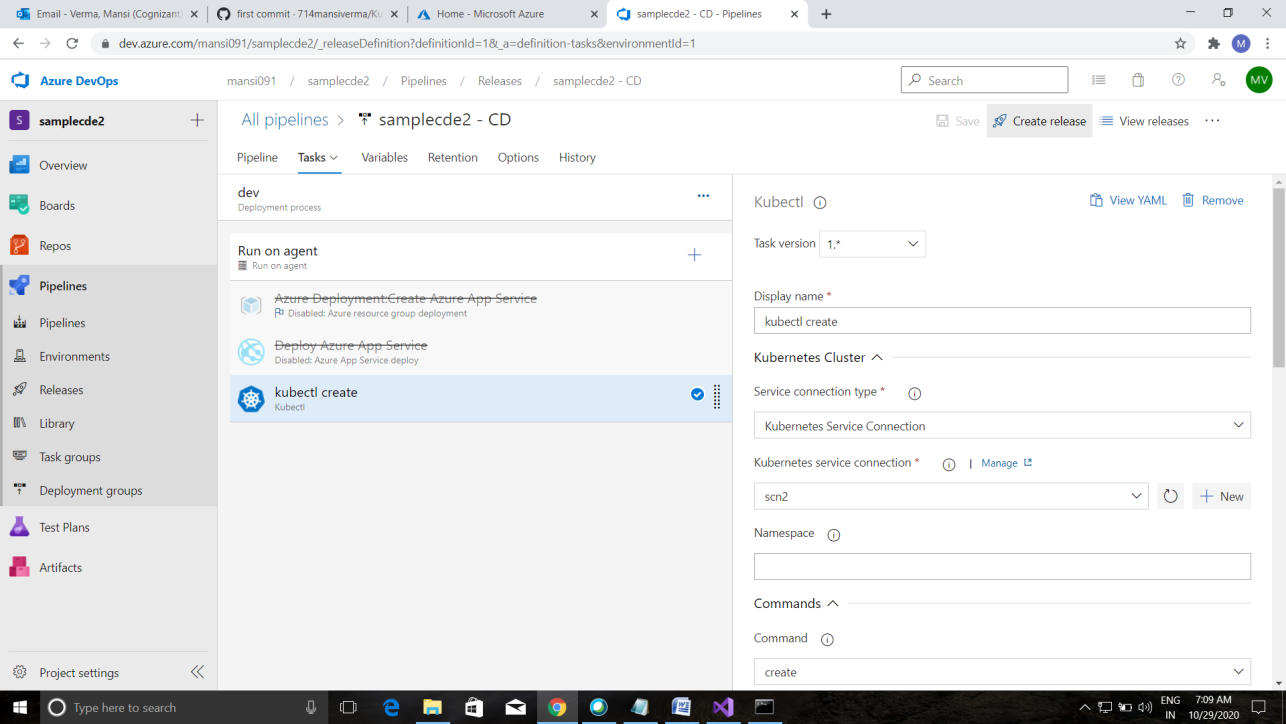 Email - Verma, Mansi (Cognizant)
first commit · 714mansiverma/Ku
Home - Microsoft Azure
samplecde2 - CD - Pipelines
dev.azure.com/mansi091/samplecde2/_releaseDefinition?definitionId=1&_a=definition-tasks&environmentId=1
M
Azure DevOps
mansi091 / samplecde2 / Pipelines / Releases / samplecde2 - CD
Search
MV
S samplecde2
All pipelines > samplecde2 - CD
Save
Create release
View releases
Pipeline Tasks Variables Retention Options History
Overview
Boards
Repos
Pipelines
Pipelines
Environments
Releases
Library
Task groups
Deployment groups
Test Plans
Artifacts
Project settings
dev
Deployment process
Run on agent
Run on agent
Azure Deployment:Create Azure App Service
Disabled: Azure resource group deployment
Deploy Azure App Service
Disabled: Azure App Service deploy
kubectl create
Kubectl
Kubectl
View YAML
Remove
Task version 1.*
Display name *
kubectl create
Kubernetes Cluster
Service connection type *
Kubernetes Service Connection
Kubernetes service connection * | Manage
scn2
New
Namespace
Commands
Command
create
Type here to search
ENG
IN
7:09 AM
10/29/2020